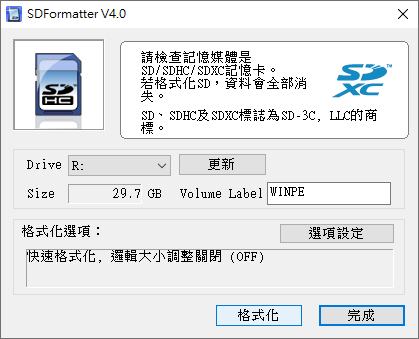 SDFormatter V4.0
請檢查記憶媒體是
SD/SDHC/SDXC記憶卡。
若格式化SD，資料會全部消
失。
SD、SDHC及SDXC標誌為SD-3C, LLC的商
標。
SD
HC
SD
XC
TM
Drive R: 更新
Size 29.7 GB Volume Label WINPE
格式化選項： 選項設定
快速格式化, 邏輯大小調整關閉 (OFF)
格式化 完成